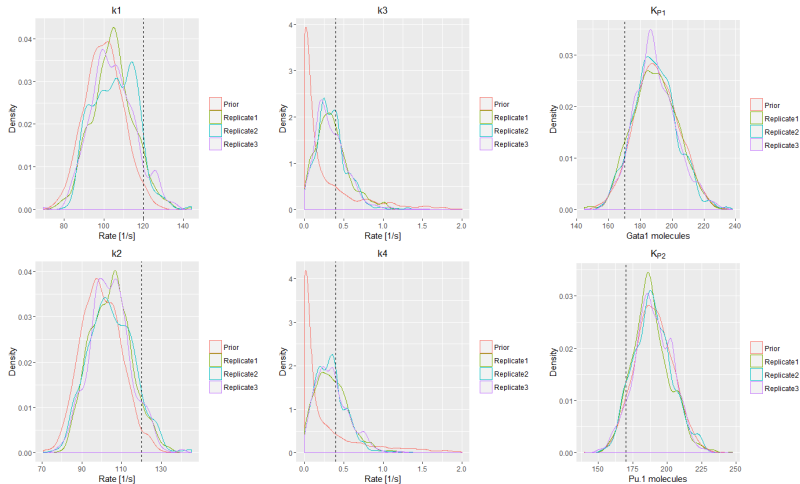 k1
Density
0.04
0.03
0.02
0.01
0.00
80
100
120
140
Rate [1/s]
Prior
Replicate1
Replicate2
Replicate3
k3
Density
4
3
2
1
0
0.0
0.5
1.0
1.5
2.0
Rate [1/s]
Prior
Replicate1
Replicate2
Replicate3
KP1
Density
0.03
0.02
0.01
0.00
140
160
180
200
220
240
Gata1 molecules
Prior
Replicate1
Replicate2
Replicate3
k2
Density
0.04
0.03
0.02
0.01
0.00
70
90
110
130
Rate [1/s]
Prior
Replicate1
Replicate2
Replicate3
k4
Density
4
3
2
1
0
0.0
0.5
1.0
1.5
2.0
Rate [1/s]
Prior
Replicate1
Replicate2
Replicate3
KP2
Density
0.03
0.02
0.01
0.00
150
175
200
225
250
Pu.1 molecules
Prior
Replicate1
Replicate2
Replicate3